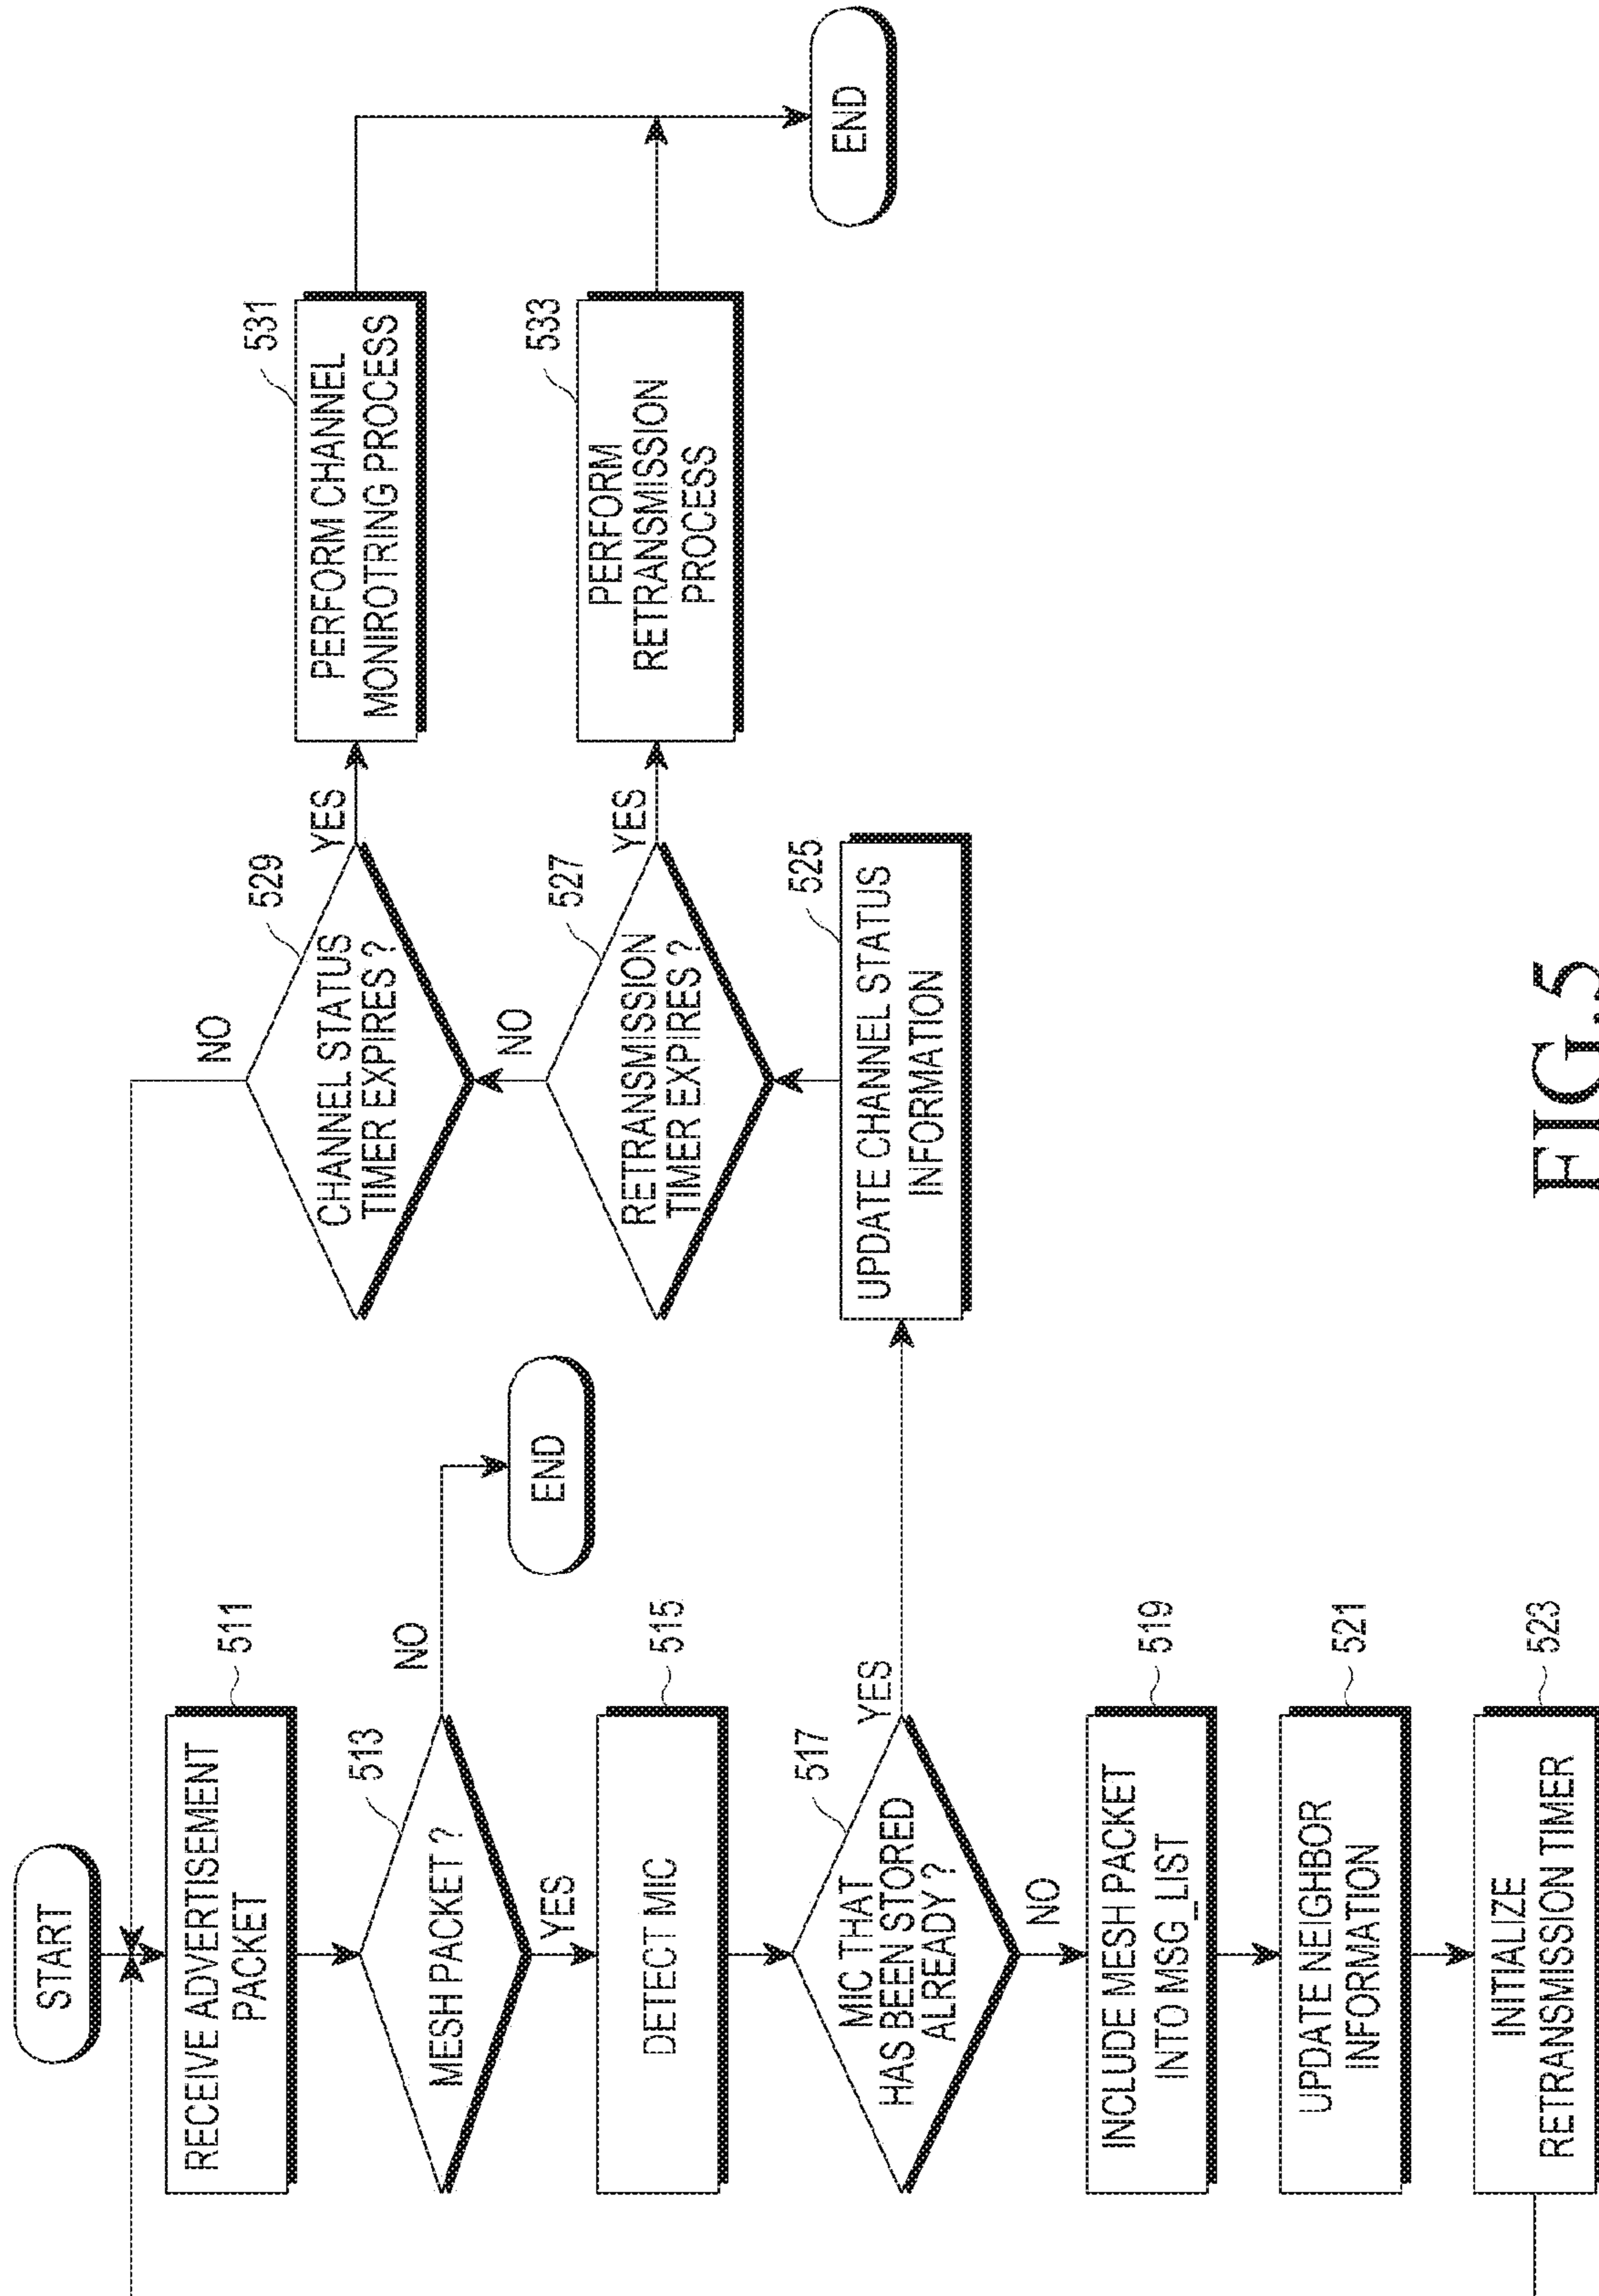 START
RECEIVE ADVERTISEMENT
PACKET
511
MESH PACKET ?
513
NO
END
YES
DETECT MIC
515
MIC THAT
HAS BEEN STORED
ALREADY ?
517
YES
NO
INCLUDE MESH PACKET
INTO MSG_LIST
519
UPDATE NEIGHBOR
INFORMATION
521
INITIALIZE
RETRANSMISSION TIMER
523
UPDATE CHANNEL STATUS
INFORMATION
525
RETRANSMISSION
TIMER EXPIRES ?
527
YES
NO
CHANNEL STATUS
TIMER EXPIRES ?
529
YES
NO
PERFORM CHANNEL
MONIROTRING PROCESS
531
PERFORM
RETRANSMISSION
PROCESS
533
END
FIG.5